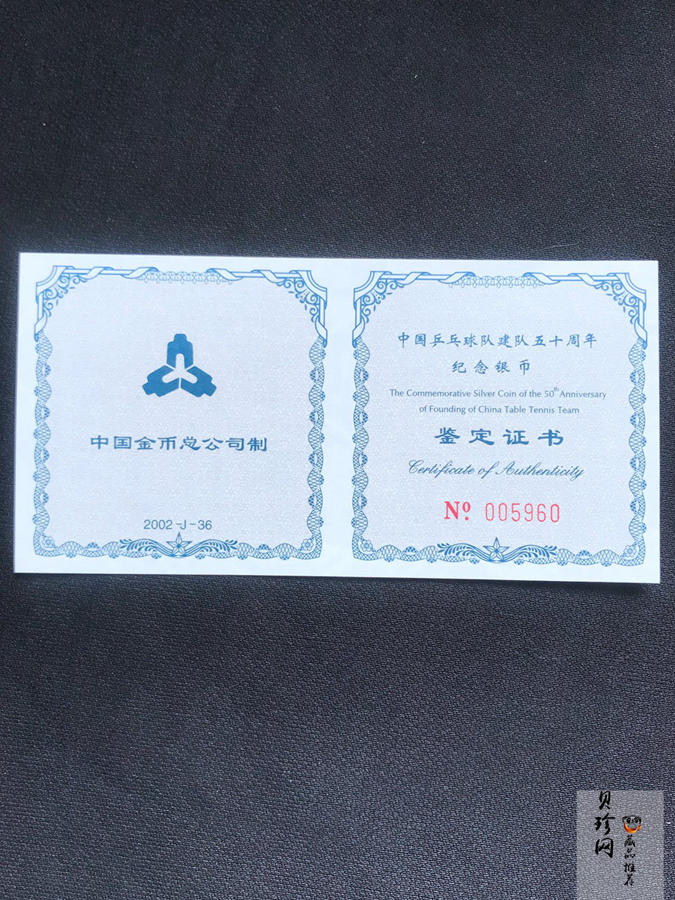 中国金币总公司制
2002-J-36
中国乒乓球队建队五十周年
纪念银币
The Commemorative Silver Coin of the 50th Anniversary
of Founding of China Table Tennis Team
鉴定证书
Certificate of Authenticity
Nº. 005960
贝珍网
藏品推荐